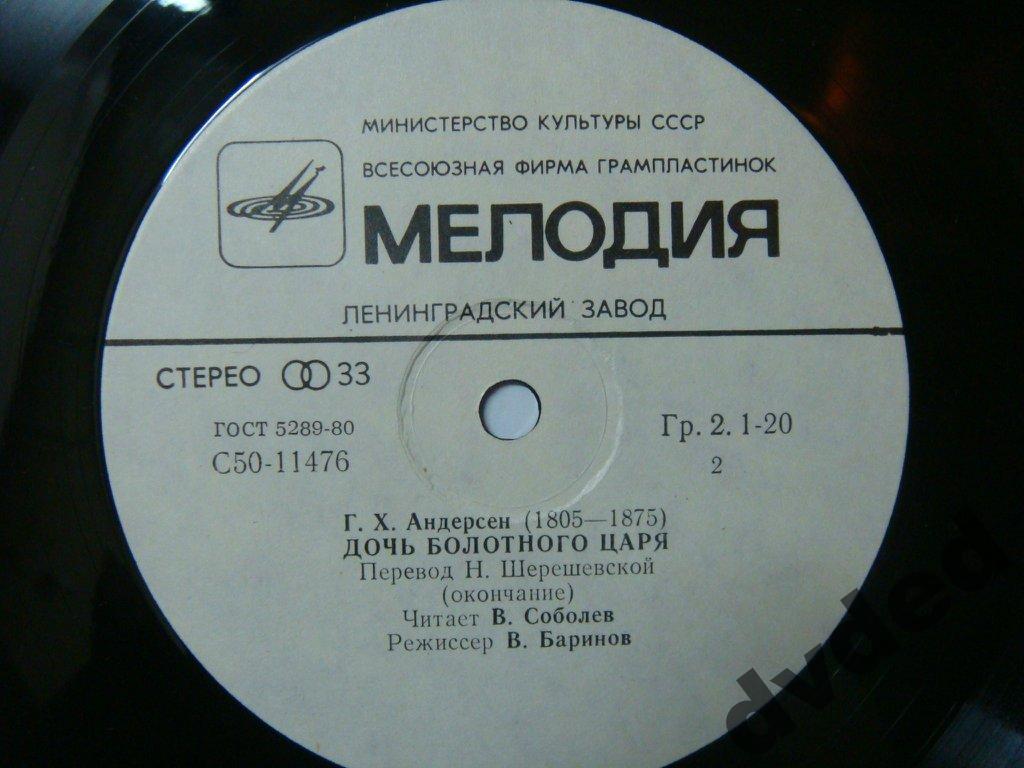 МИНИСТЕРСТВО КУЛЬТУРЫ СССР
ВСЕСОЮЗНАЯ ФИРМА ГРАМПЛАСТИНОК
МЕЛОДИЯ
ЛЕНИНГРАДСКИЙ ЗАВОД
СТЕРЕО 33
ГОСТ 5289-80
С50-11476
Гр. 2. 1-20
2
Г. Х. Андерсен (1805—1875)
ДОЧЬ БОЛОТНОГО ЦАРЯ
Перевод Н. Шерешевской
(окончание)
Читает В. Соболев
Режиссер В. Баринов
dvded